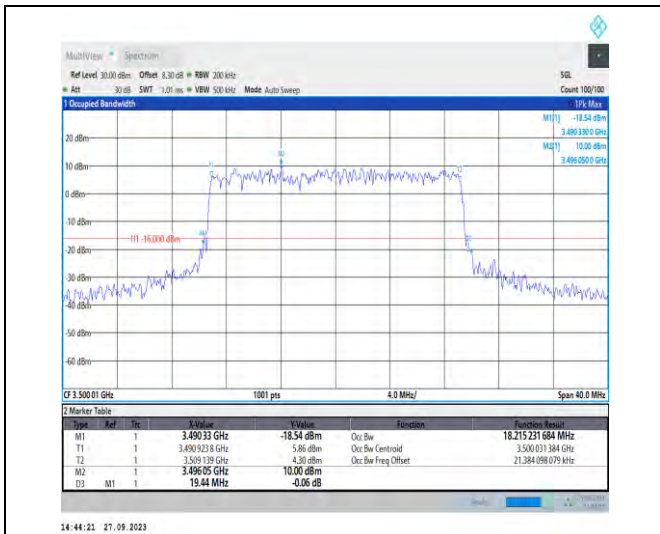 MultiView Spectrum
Ref Level 30.00 dBm Offset 8.30 dB RBW 200 kHz SGL
Att 30 dB SWT 1.01 ms VBW 500 kHz Mode Auto Sweep Count 100/100
1 Occupied Bandwidth 1Pk Max
M1[1] -18.54 dBm
3.490 330 0 GHz
M2[1] 10.00 dBm
3.496 050 0 GHz
20 dBm
10 dBm
0 dBm
-10 dBm
H1 -16.000 dBm
-20 dBm
-30 dBm
-40 dBm
-50 dBm
-60 dBm
CF 3.500 01 GHz 1001 pts 4.0 MHz/ Span 40.0 MHz
2 Marker Table
Type Ref Trc X-Value Y-Value Function Function Result
M1 1 3.490 33 GHz -18.54 dBm Occ Bw 18.215 231 684 MHz
T1 1 3.490 923 8 GHz 5.86 dBm Occ Bw Centroid 3.500 031 384 GHz
T2 1 3.509 139 GHz 4.30 dBm Occ Bw Freq Offset 21.384 098 079 kHz
M2 1 3.496 05 GHz 10.00 dBm
D3 M1 1 19.44 MHz -0.06 dB
14:44:21 27.09.2023